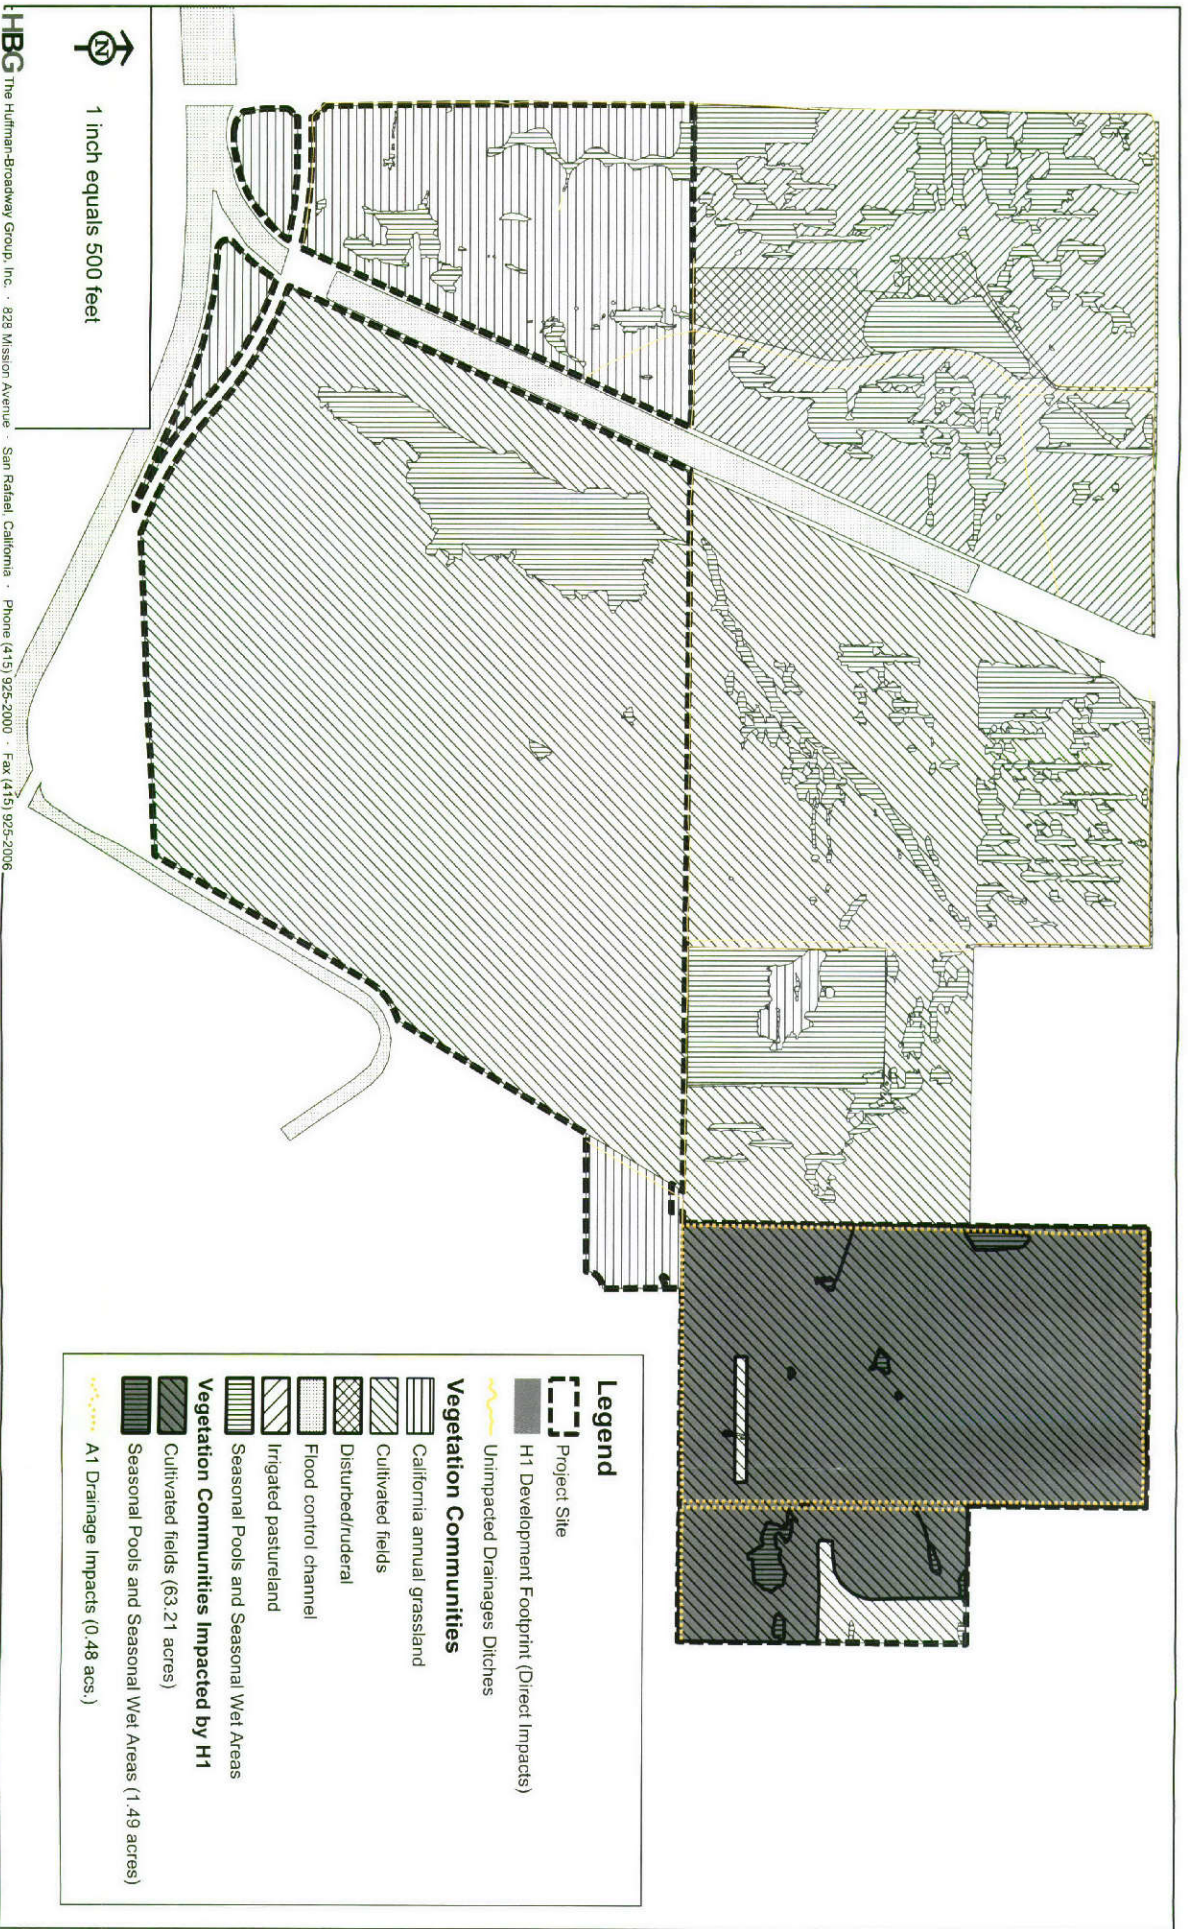 N
1 inch equals 500 feet
Legend
Project Site
H1 Development Footprint (Direct Impacts)
Unimpacted Drainages Ditches
Vegetation Communities
California annual grassland
Cultivated fields
Disturbed/ruderal
Flood control channel
Irrigated pastureland
Seasonal Pools and Seasonal Wet Areas
Vegetation Communities Impacted by H1
Cultivated fields (63.21 acres)
Seasonal Pools and Seasonal Wet Areas (1.49 acres)
A1 Drainage Impacts (0.48 acs.)
HBG The Huffman-Broadway Group, Inc. · 828 Mission Avenue · San Rafael, California · Phone (415) 925-2000 · Fax (415) 925-2006